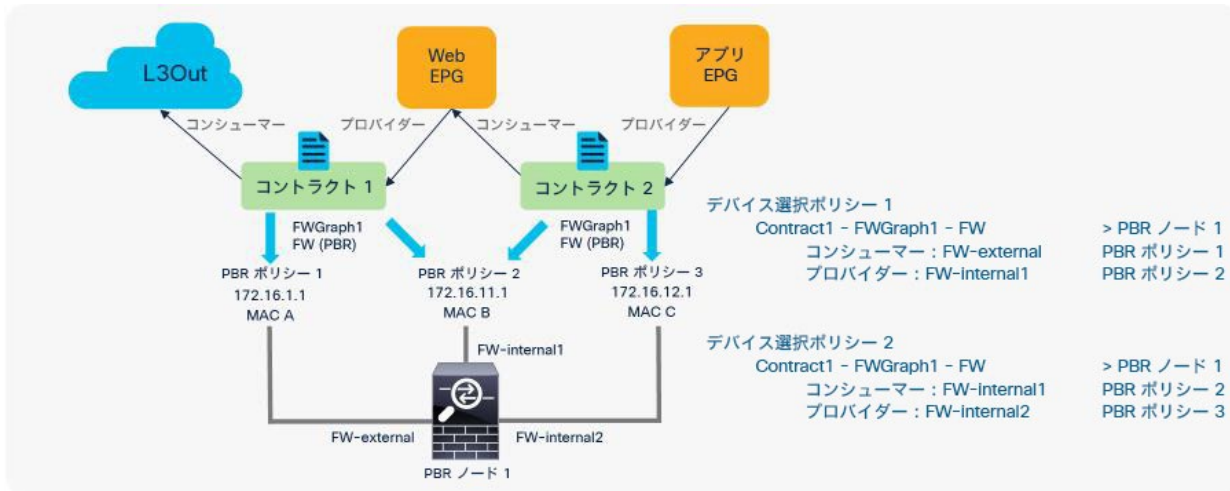 L3Out
Web
EPG
アプリ
EPG
コンシューマー
プロバイダー
コンシューマー
プロバイダー
コントラクト 1
コントラクト 2
FWGraph1
FW (PBR)
FWGraph1
FW (PBR)
PBR ポリシー 1
172.16.1.1
MAC A
PBR ポリシー 2
172.16.11.1
MAC B
PBR ポリシー 3
172.16.12.1
MAC C
FW-internal1
FW-external
FW-internal2
PBR ノード 1
デバイス選択ポリシー 1
Contract1 - FWGraph1 - FW > PBR ノード 1
コンシューマー：FW-external PBR ポリシー 1
プロバイダー：FW-internal1 PBR ポリシー 2
デバイス選択ポリシー 2
Contract1 - FWGraph1 - FW > PBR ノード 1
コンシューマー：FW-internal1 PBR ポリシー 2
プロバイダー：FW-internal2 PBR ポリシー 3